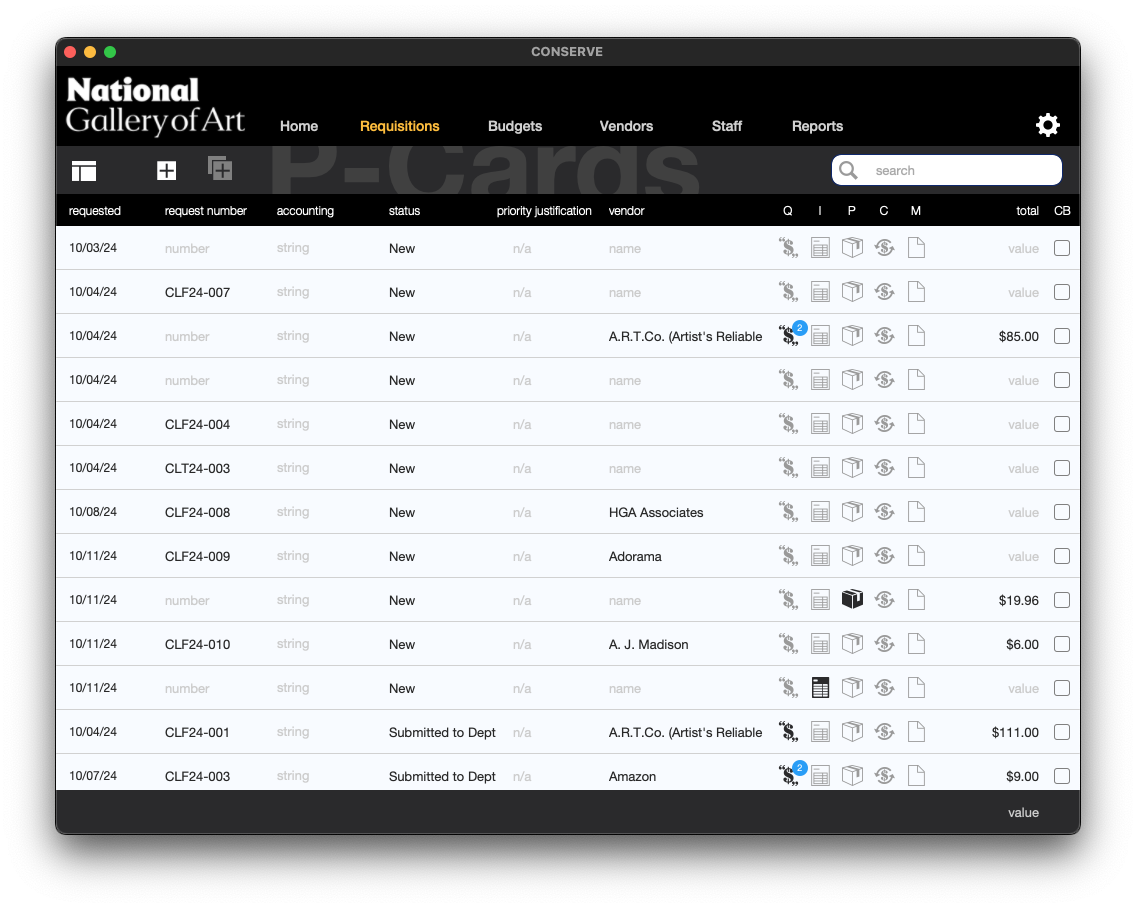 CONSERVE
National
Gallery of Art
Home Requisitions Budgets Vendors Staff Reports
P-Cards
search
requested request number accounting status priority justification vendor Q I P C M total CB
10/03/24 number string New n/a name value
10/04/24 CLF24-007 string New n/a name value
10/04/24 number string New n/a A.R.T.Co. (Artist's Reliable 2 $85.00
10/04/24 number string New n/a name value
10/04/24 CLF24-004 string New n/a name value
10/04/24 CLT24-003 string New n/a name value
10/08/24 CLF24-008 string New n/a HGA Associates value
10/11/24 CLF24-009 string New n/a Adorama value
10/11/24 number string New n/a name $19.96
10/11/24 CLF24-010 string New n/a A. J. Madison $6.00
10/11/24 number string New n/a name value
10/04/24 CLF24-001 string Submitted to Dept n/a A.R.T.Co. (Artist's Reliable $111.00
10/07/24 CLF24-003 string Submitted to Dept n/a Amazon 2 $9.00
value